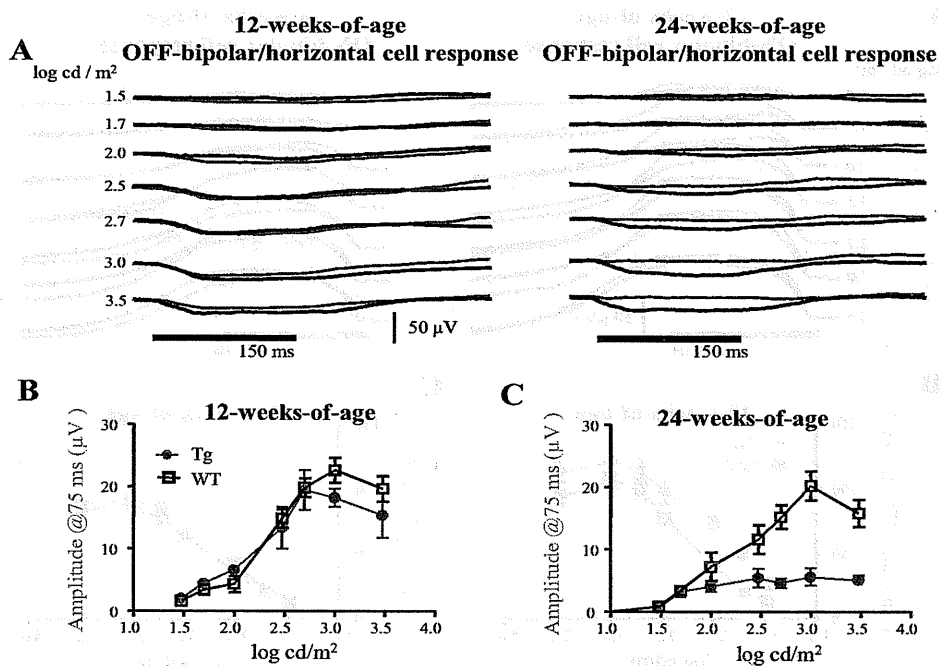 12-weeks-of-age
OFF-bipolar/horizontal cell response
24-weeks-of-age
OFF-bipolar/horizontal cell response
A
log cd / m²
1.5
1.7
2.0
2.5
2.7
3.0
3.5
50 µV
150 ms
150 ms
B
12-weeks-of-age
Amplitude @75 ms (µV )
30
20
10
0
Tg
WT
1.0 1.5 2.0 2.5 3.0 3.5 4.0
log cd/m²
C
24-weeks-of-age
Amplitude @75 ms (µV )
30
20
10
0
1.0 1.5 2.0 2.5 3.0 3.5 4.0
log cd/m²